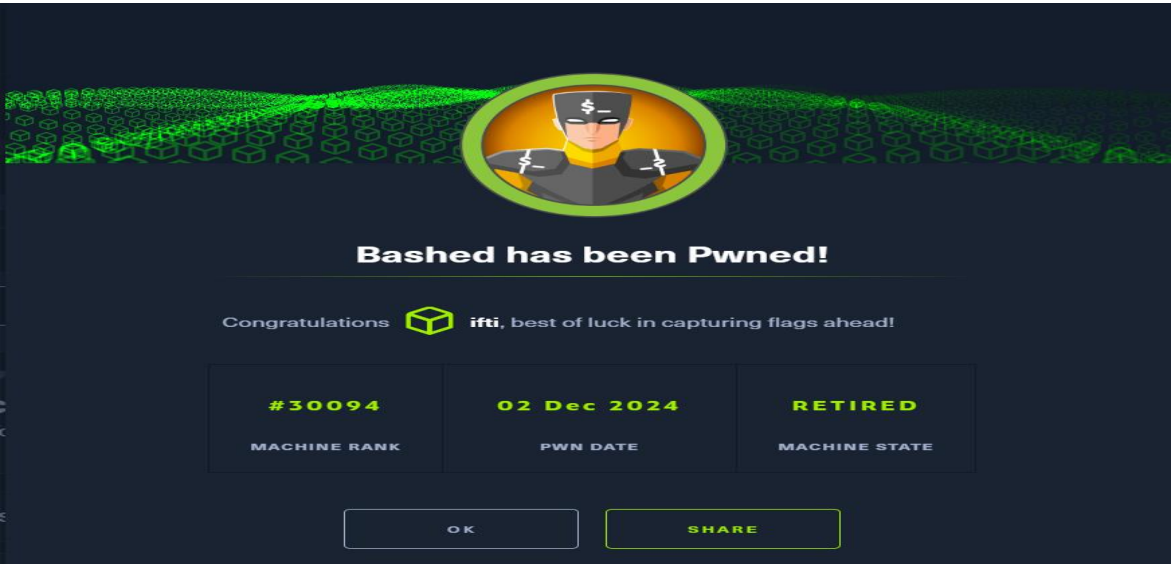 $_
$_
$_
Bashed has been Pwned!
Congratulations ifti, best of luck in capturing flags ahead!
#30094 02 Dec 2024 RETIRED
MACHINE RANK PWN DATE MACHINE STATE
OK SHARE